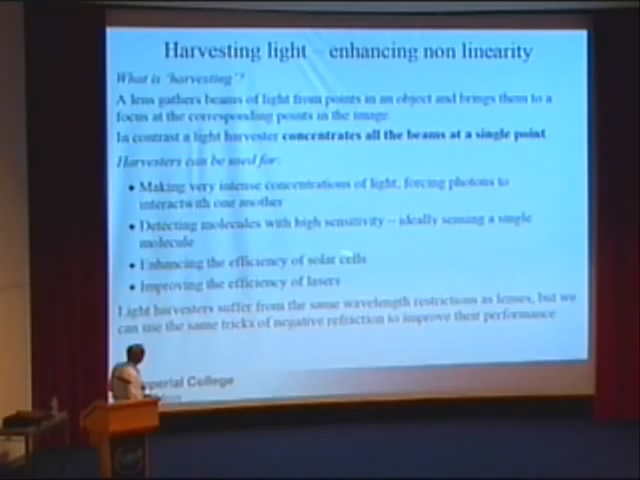 Harvesting light – enhancing non linearity
What is 'harvesting'?
A lens gathers beams of light from points in an object and brings them to a
focus at the corresponding points in the image.
In contrast a light harvester concentrates all the beams at a single point.
Harvesters can be used for:
• Making very intense concentrations of light, forcing photons to
interact with one another
• Detecting molecules with high sensitivity – ideally sensing a single
molecule
• Enhancing the efficiency of solar cells
• Improving the efficiency of lasers
Light harvesters suffer from the same wavelength restrictions as lenses, but we
can use the same tricks of negative refraction to improve their performance
perial College